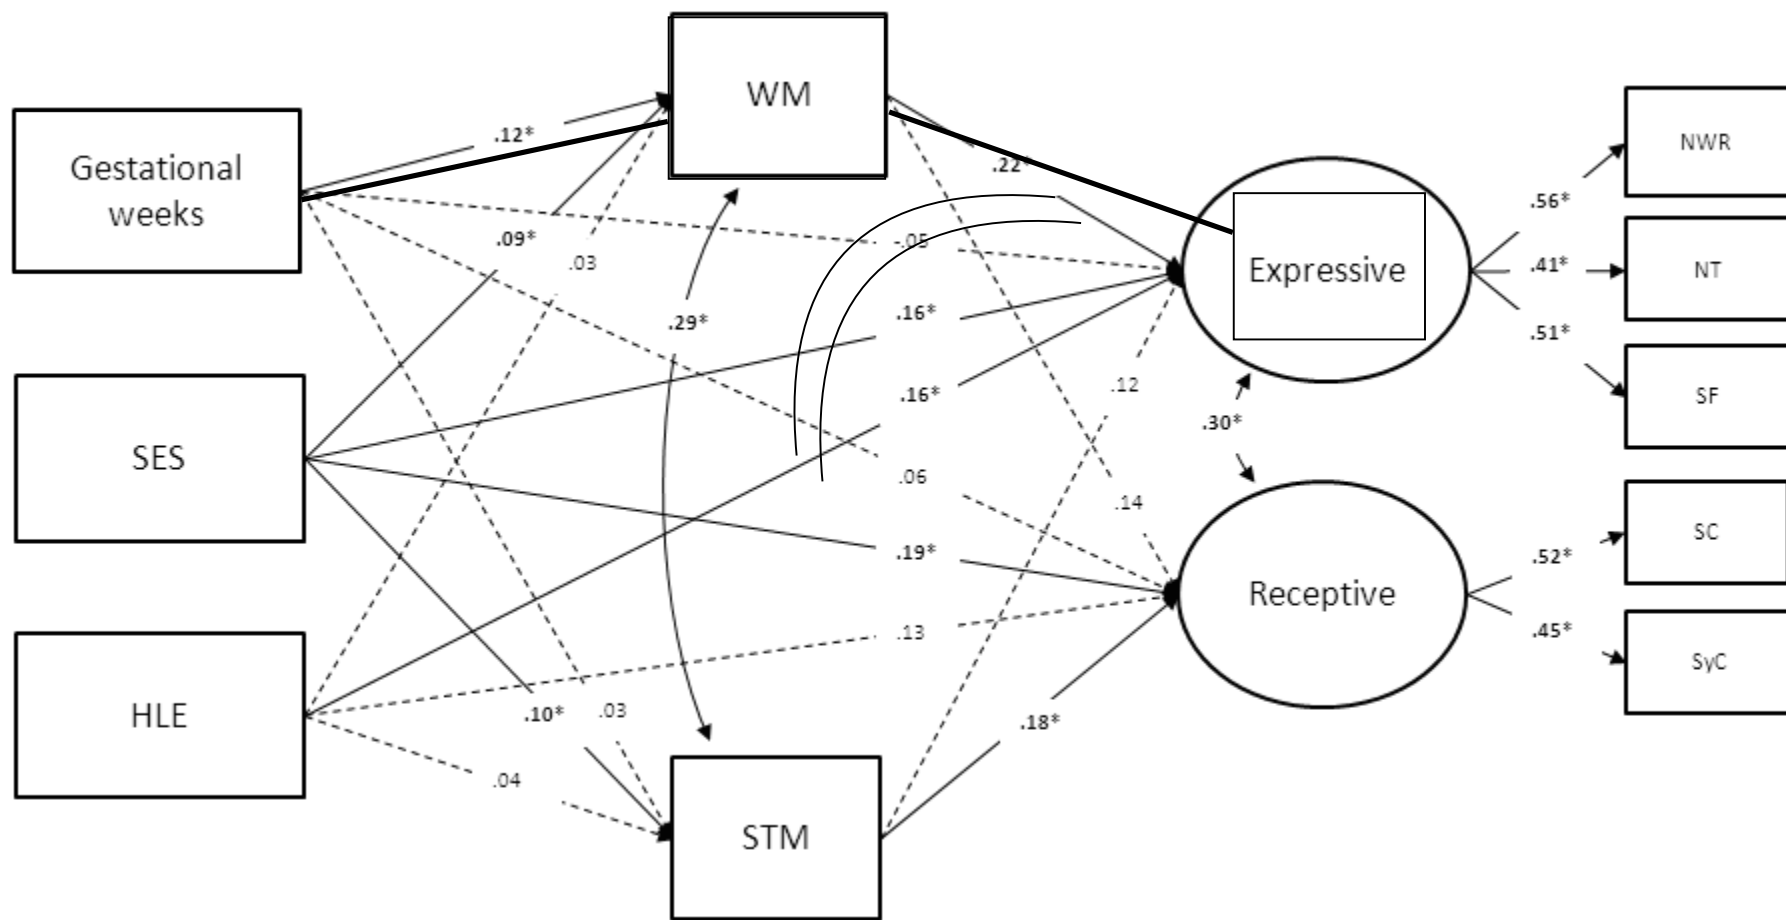 WM
Gestational
weeks
.12*
.22*
NWR
.56*
.09*
.03
-.05
Expressive
.41*
NT
.29*
.16*
.51*
.12
.16*
SF
.30*
SES
.06
.14
.19*
SC
.52*
Receptive
.13
.45*
SyC
HLE
.10*
.03
.18*
.04
STM